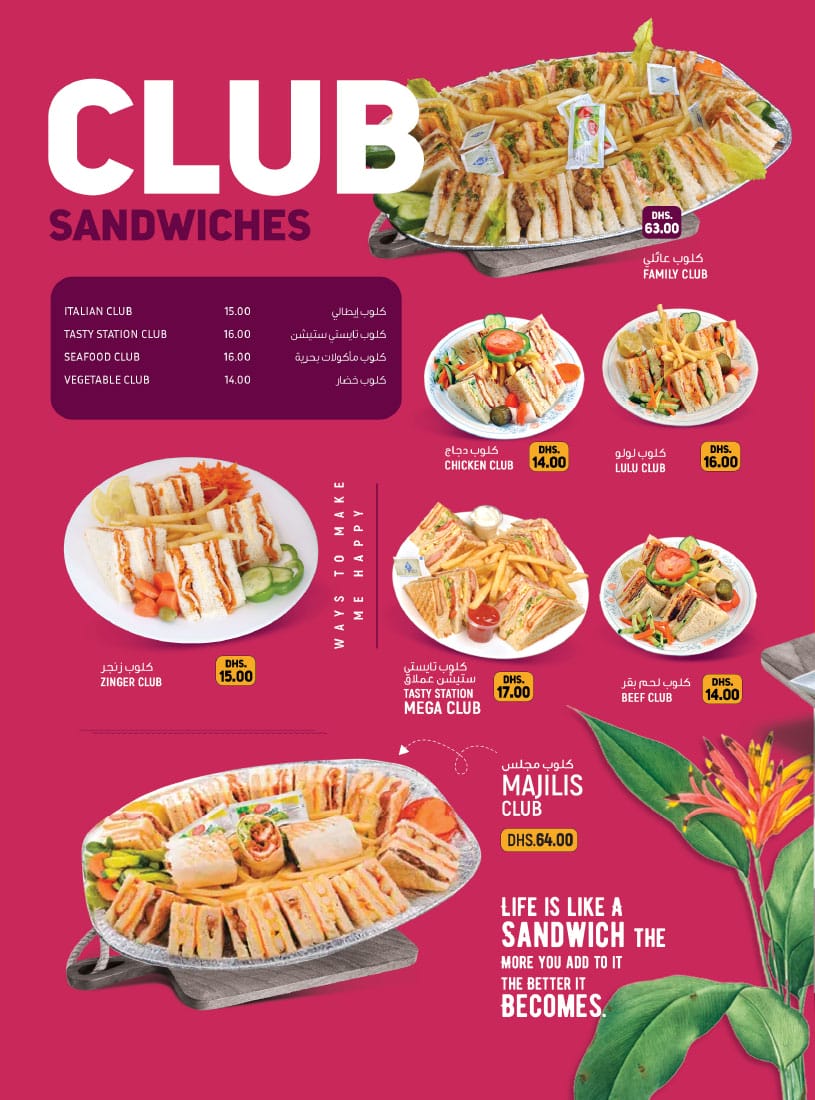 CLUB
SANDWICHES
DHS.
63.00
كلوب عائلي
FAMILY CLUB
ITALIAN CLUB 15.00 كلوب إيطالي
TASTY STATION CLUB 16.00 كلوب تايستي ستيشن
SEAFOOD CLUB 16.00 كلوب مأكولات بحرية
VEGETABLE CLUB 14.00 كلوب خضار
كلوب دجاج
CHICKEN CLUB
DHS.
14.00
كلوب لولو
LULU CLUB
DHS.
16.00
WAYS TO MAKE
ME HAPPY
كلوب زنجر
ZINGER CLUB
DHS.
15.00
كلوب تايستي
ستيشن عملاق
TASTY STATION
MEGA CLUB
DHS.
17.00
كلوب لحم بقر
BEEF CLUB
DHS.
14.00
كلوب مجلس
MAJILIS
CLUB
DHS.64.00
LIFE IS LIKE A
SANDWICH THE
MORE YOU ADD TO IT
THE BETTER IT
BECOMES.